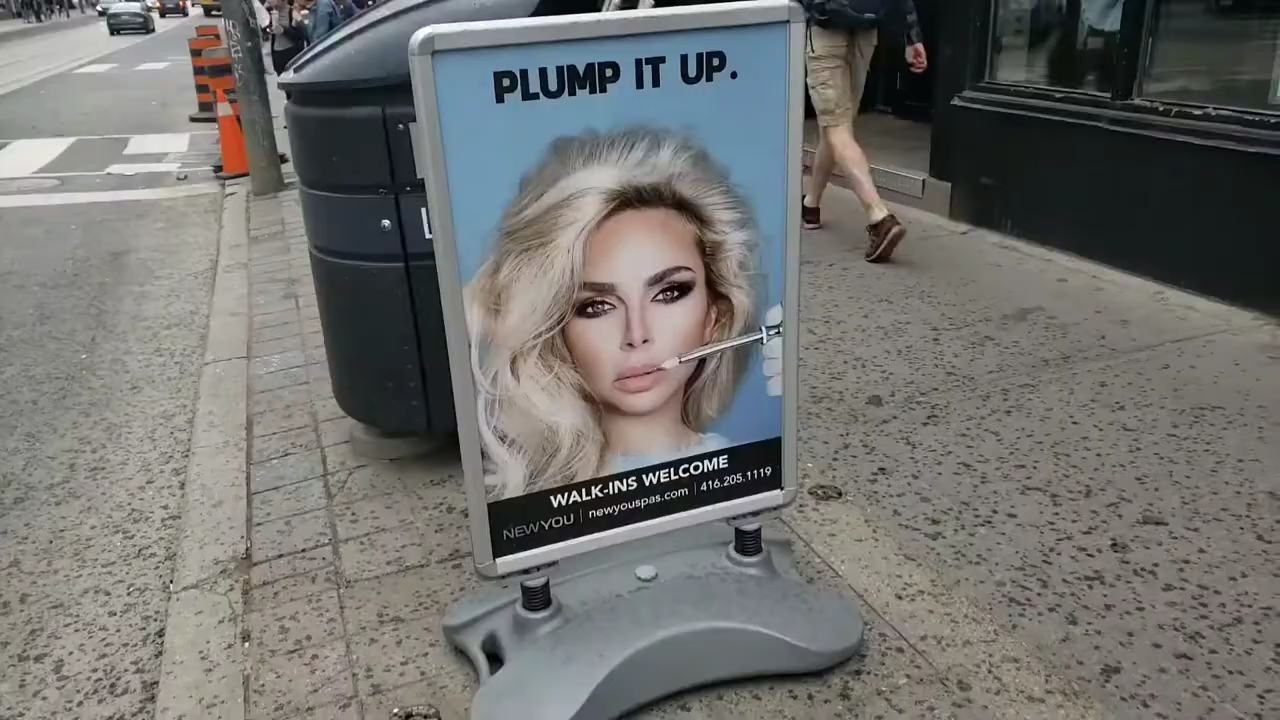 PLUMP IT UP.
WALK-INS WELCOME
NEWYOU | newyouspas.com | 416.205.1119